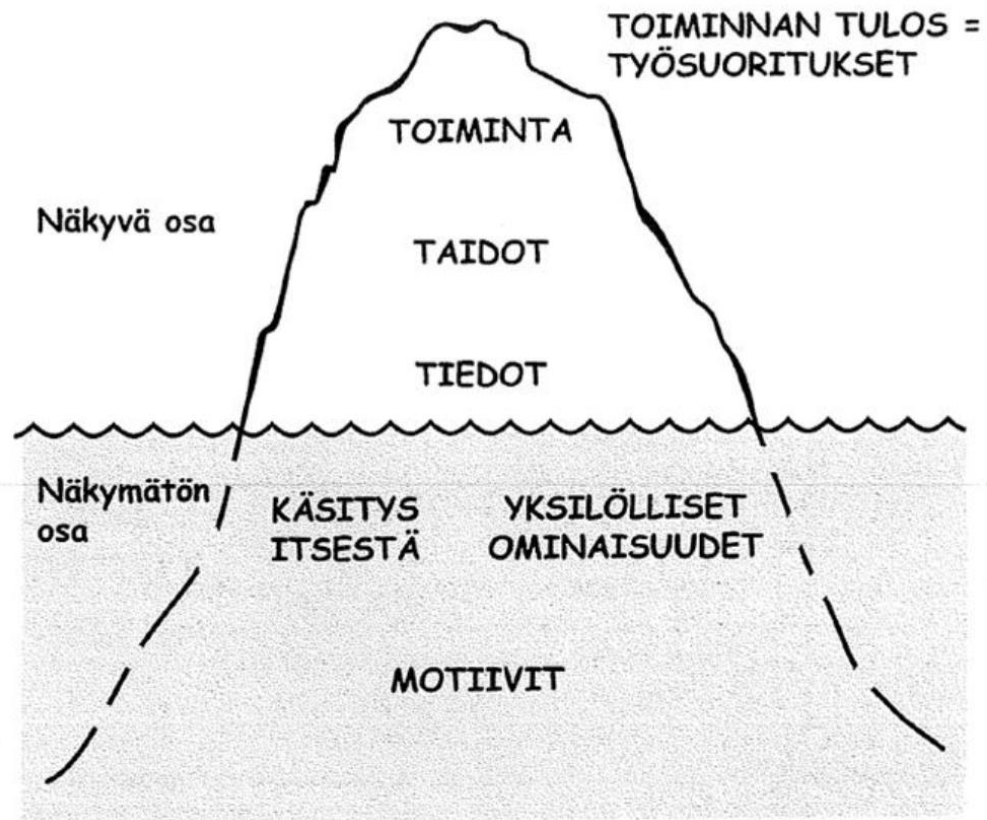 TOIMINNAN TULOS =
TYÖSUORITUKSET
TOIMINTA
Näkyvä osa
TAIDOT
TIEDOT
Näkymätön
osa
KÄSITYS
ITSESTÄ
YKSILÖLLISET
OMINAISUUDET
MOTIIVIT